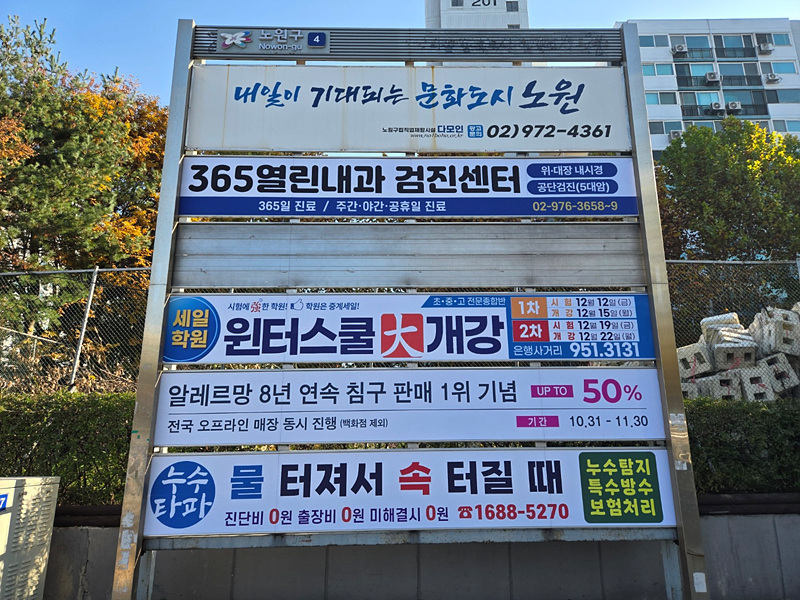 201
노원구
Nowon-gu
4
내일이 기대되는 문화도시 노원
노원구립직업재활시설 다모인 광고문의 02)972-4361
365열린내과 검진센터
위·대장 내시경
공단검진(5대암)
365일 진료 / 주간·야간·공휴일 진료
02-976-3658~9
세일
학원
시험에 强한 학원! 학원은 중계세일!
초·중·고 전문종합반
윈터스쿨 大개강
1차 시험 12월 12일(금)
개강 12월 15일(월)
2차 시험 12월 19일(금)
개강 12월 22일(월)
은행사거리 951.3131
알레르망 8년 연속 침구 판매 1위 기념
UP TO 50%
전국 오프라인 매장 동시 진행 (백화점 제외)
기간 10.31 - 11.30
누수
타파
물 터져서 속 터질 때
누수탐지
특수방수
보험처리
진단비 0원 출장비 0원 미해결시 0원 ☎1688-5270
7